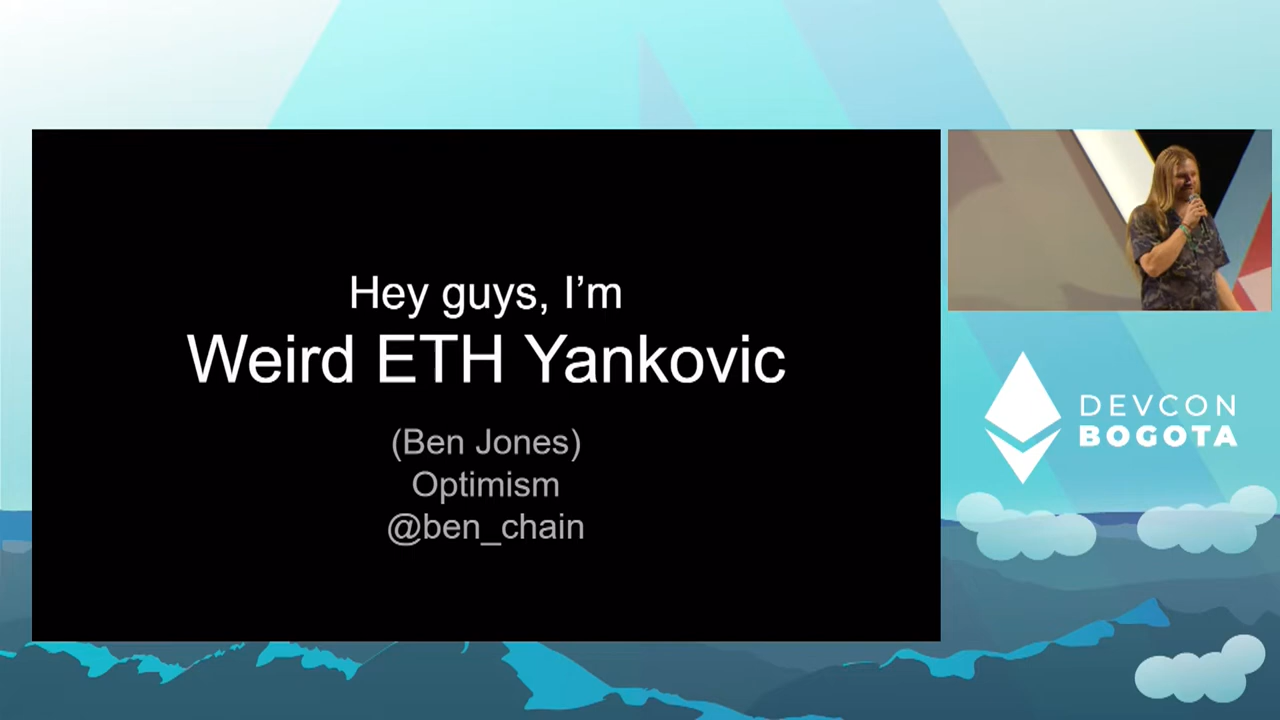 Hey guys, I’m
Weird ETH Yankovic
(Ben Jones)
Optimism
@ben_chain
DEVCON
BOGOTA